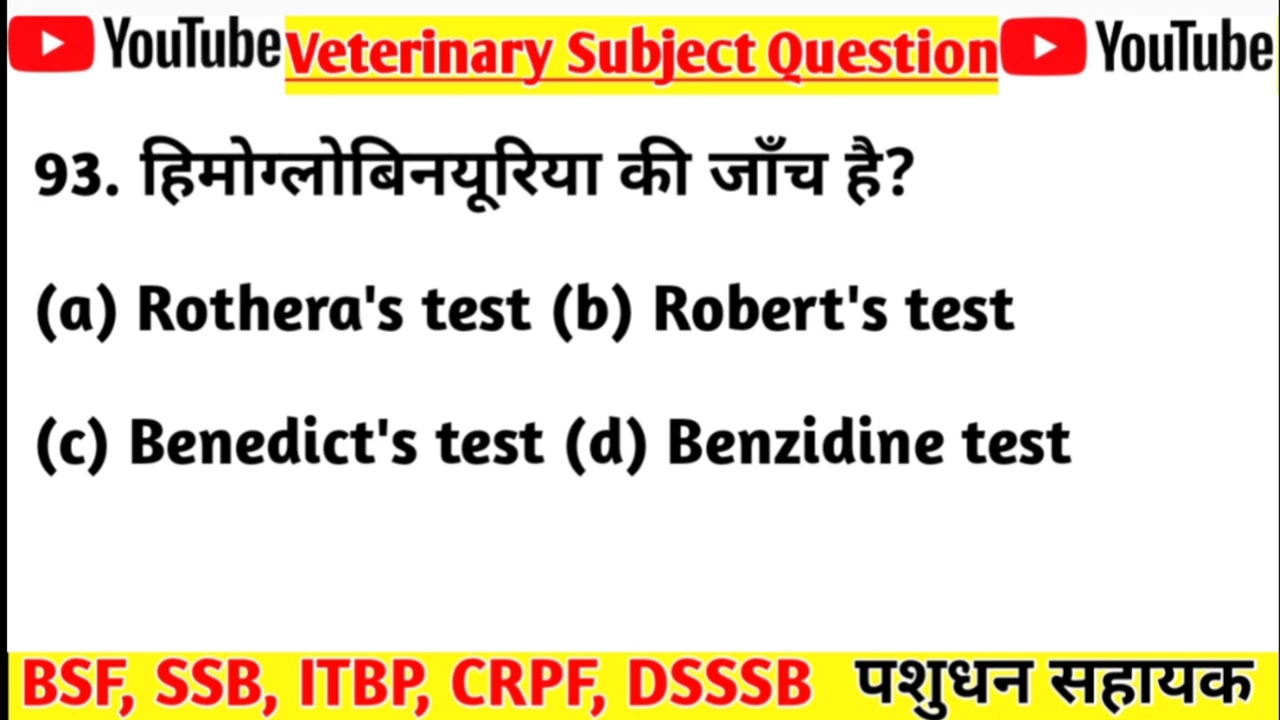 YouTube Veterinary Subject Question YouTube
93. हिमोग्लोबिनयूरिया की जाँच है?
(a) Rothera's test (b) Robert's test
(c) Benedict's test (d) Benzidine test
BSF, SSB, ITBP, CRPF, DSSSB पशुधन सहायक